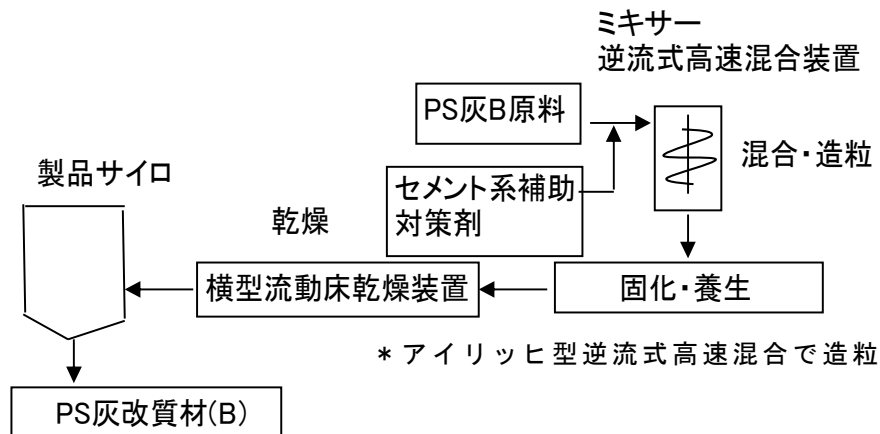 ミキサー
逆流式高速混合装置
PS灰B原料
混合・造粒
製品サイロ
セメント系補助
対策剤
乾燥
横型流動床乾燥装置
固化・養生
*アイリッヒ型逆流式高速混合で造粒
PS灰改質材(B)